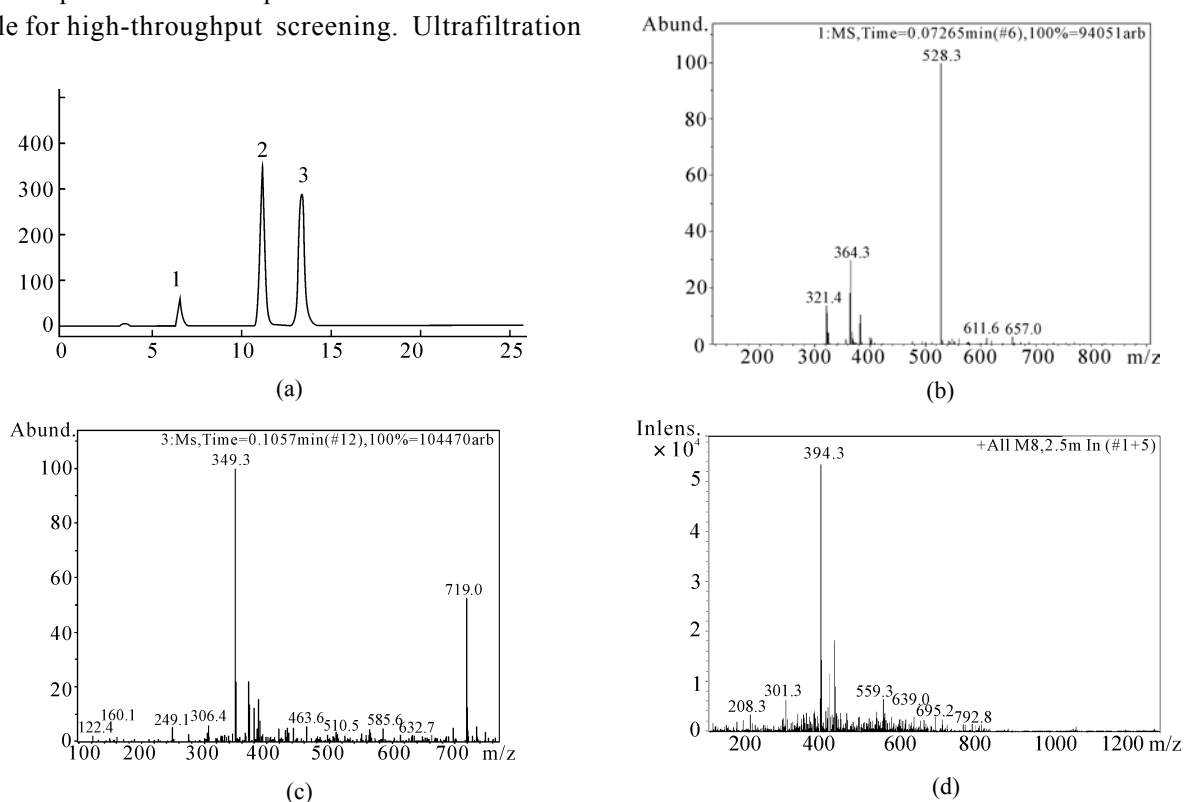 le for high-throughput screening. Ultrafiltration
400
300
200
100
0
1
2
3
0 5 10 15 20 25
(a)
Abund.
1:MS,Time=0.07265min(#6),100%=94051arb
100
80
60
40
20
0
528.3
364.3
321.4
611.6 657.0
200 300 400 500 600 700 800 m/z
(b)
Abund.
3:Ms,Time=0.1057min(#12),100%=104470arb
100
80
60
40
20
0
349.3
719.0
122.4 160.1 249.1 306.4 463.6 510.5 585.6 632.7
100 200 300 400 500 600 700 m/z
(c)
Inlens.
× 10⁴
+All M8,2.5m In (#1+5)
5
4
3
2
1
0
394.3
208.3 301.3 559.3 639.0 695.2 792.8
200 400 600 800 1000 1200 m/z
(d)